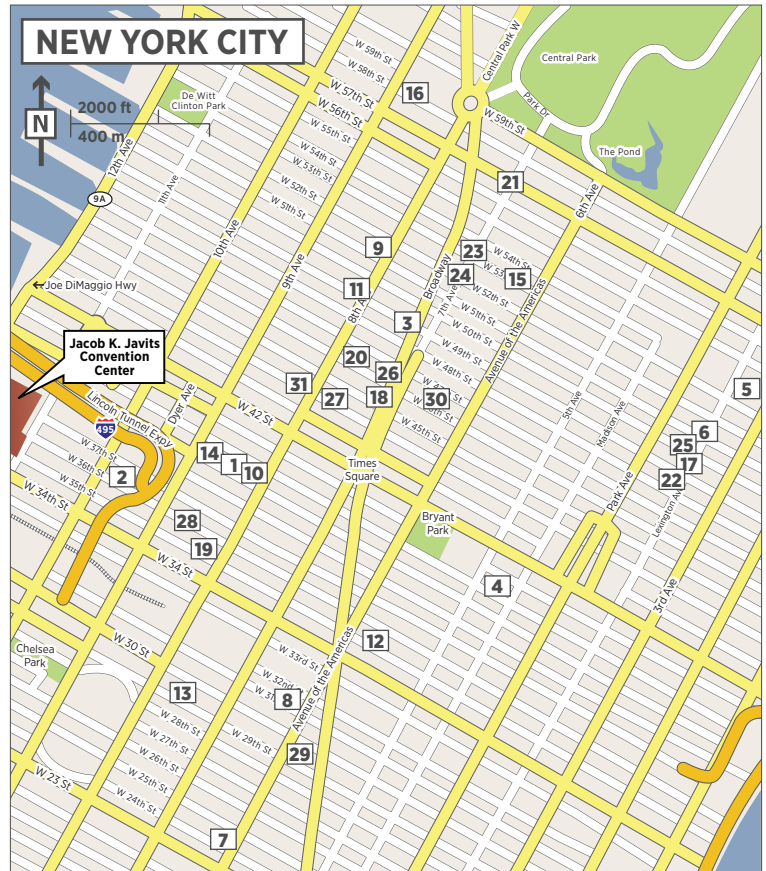 NEW YORK CITY
N
2000 ft
400 m
De Witt
Clinton Park
W 59th St
W 58th St
W 57th St
W 56th St
W 55th St
W 54th St
W 53th St
W 52th St
W 51th St
16
Central Park W
Central Park
Park Dr
W 59th St
The Pond
12th Ave
11th Ave
9A
10th Ave
9th Ave
8th A
21
6th Ave
9
11
3
Broadway
7th Ave
23
24
15
W 54th St
W 53
W 52th St
W 51th St
W 50th St
W 49th St
W 48th St
W 45th St
Avenue of the Americas
Joe DiMaggio Hwy
Jacob K. Javits
Convention
Center
Lincoln Tunnel Expy
495
Dyer Ave
W 42 St
20
26
31
27
18
30
5
6
25
17
22
5th Ave
Madison Ave
Park Ave
Lexington Av
3rd Ave
W 37th St
W 36th St
W 35th St
W 34th St
2
14
1
10
Times
Square
Bryant
Park
28
19
W 34 St
4
12
Chelsea
Park
W 30 St
13
W 33rd St
W 32nd
W 31
8
Avenue of the Americas
W 28th St
W 27th St
W 26th St
W 25th St
W 24th St
W 29th St
29
W 23 St
7